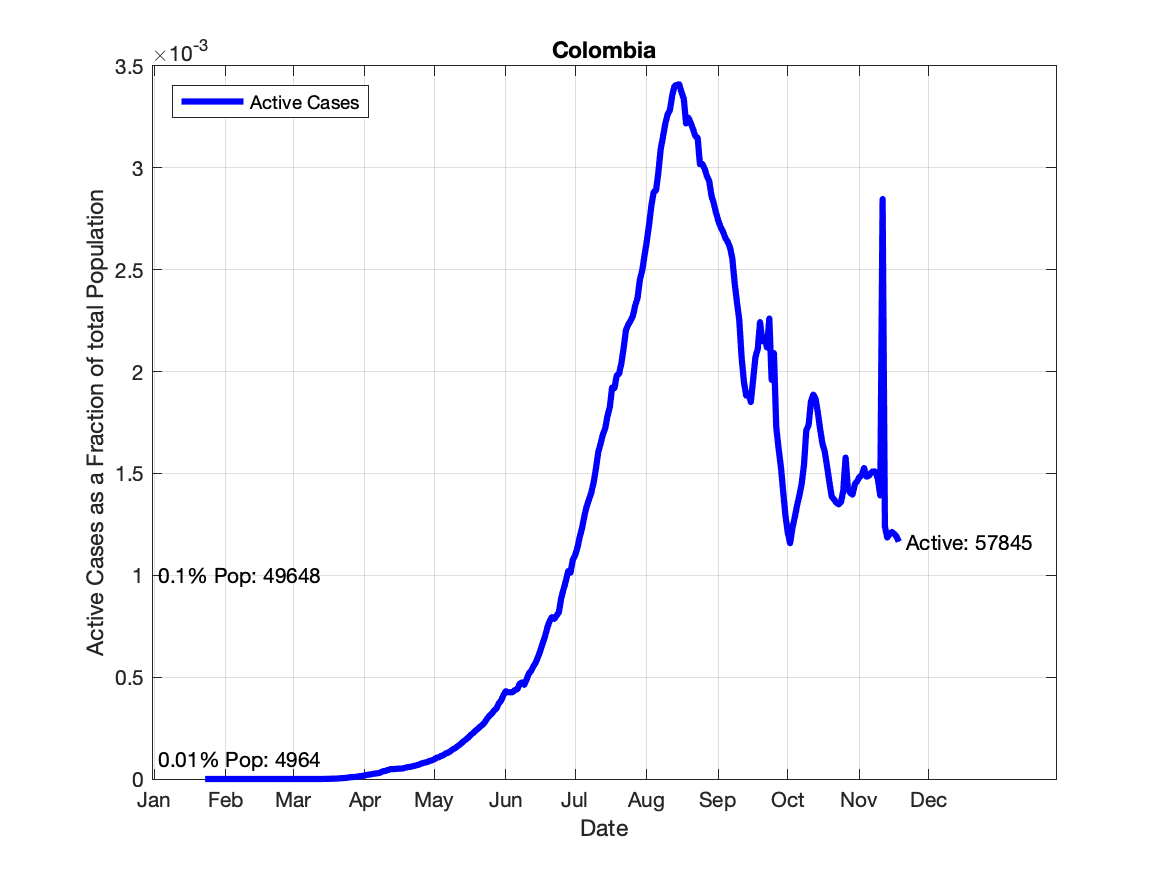 Colombia
×10-3
3.5
3
2.5
2
1.5
1
0.5
0
Active Cases as a Fraction of total Population
Active Cases
Active: 57845
0.1% Pop: 49648
0.01% Pop: 4964
Jan Feb Mar Apr May Jun Jul Aug Sep Oct Nov Dec
Date